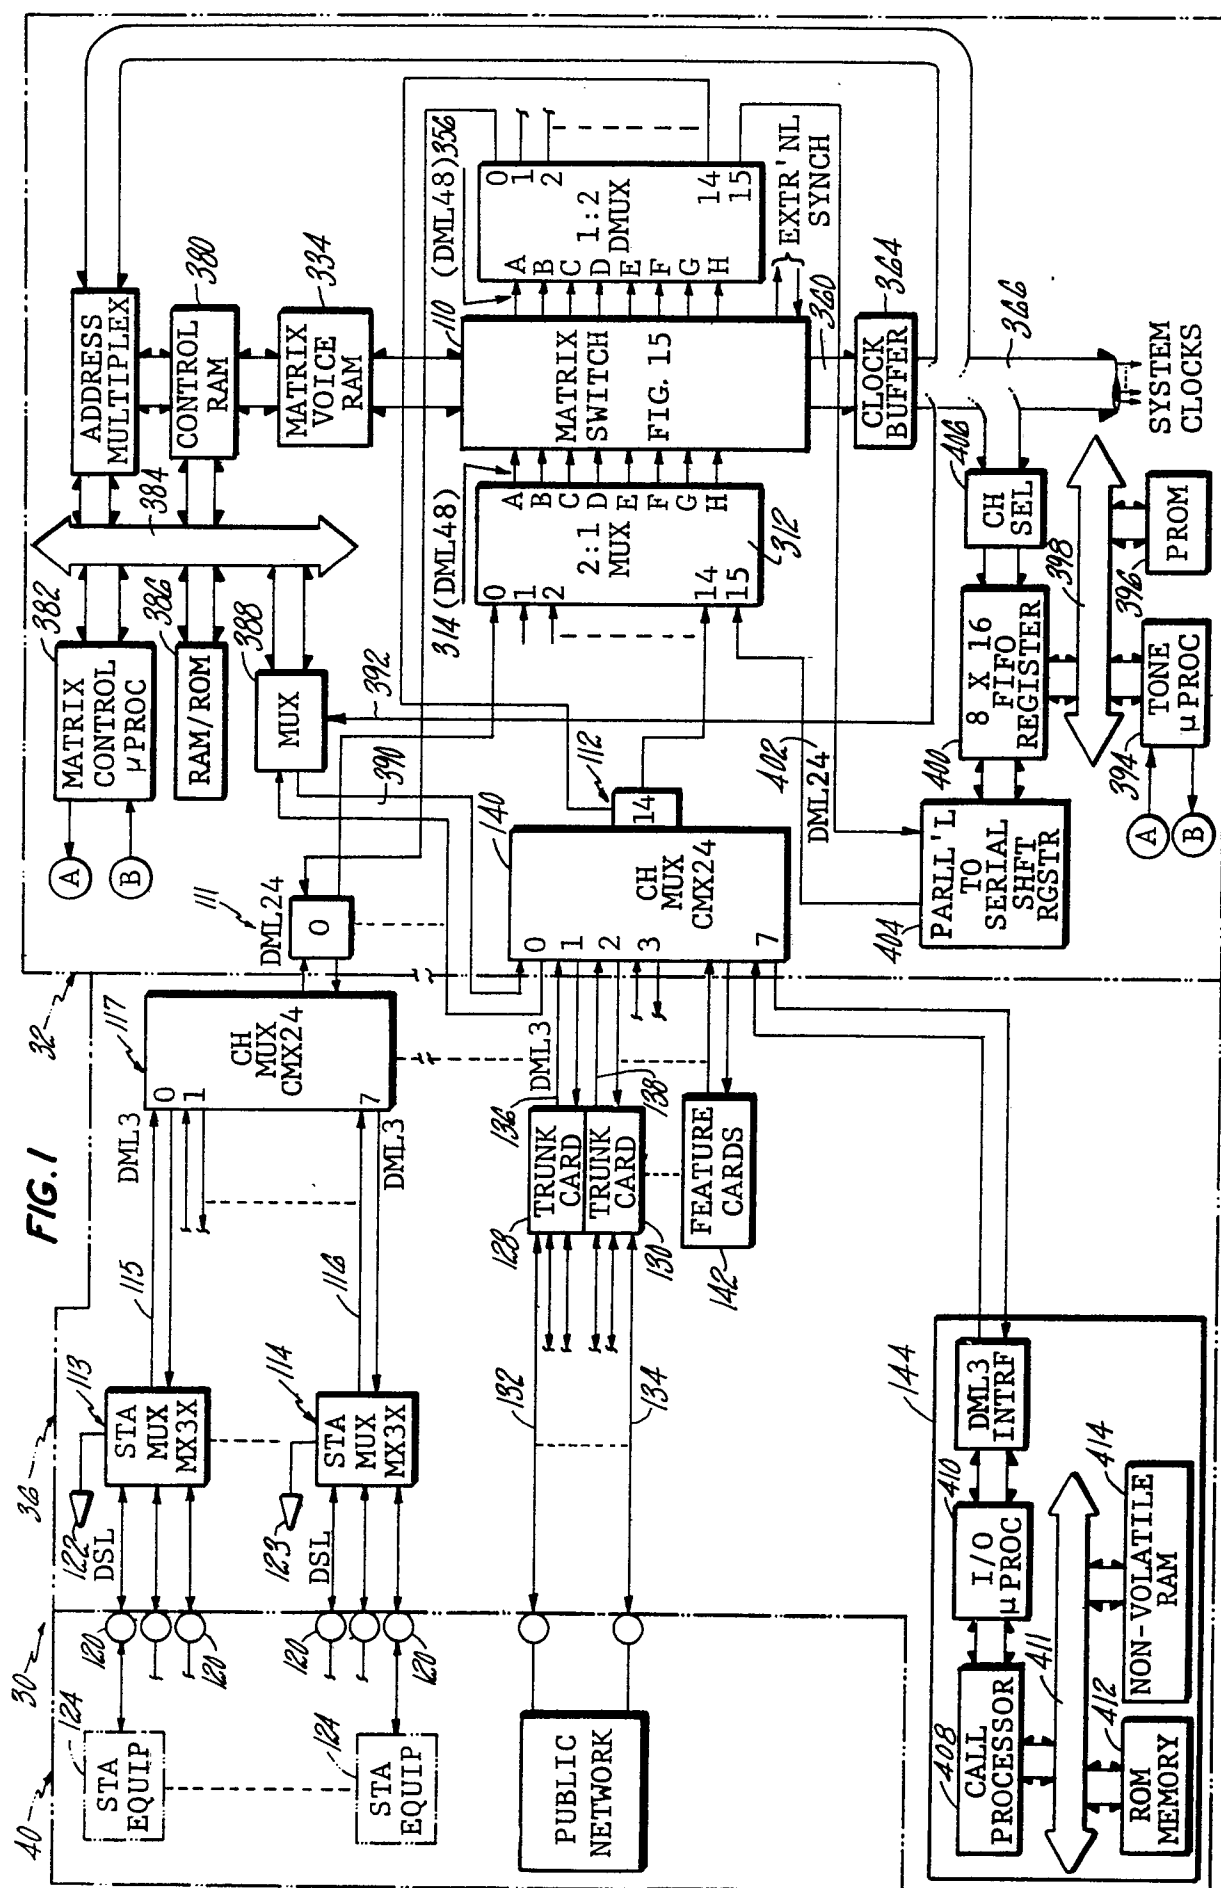 FIG. 1
40
30
36
32
124
STA
EQUIP
124
STA
EQUIP
120
120
120
120
122
DSL
123
DSL
113
STA
MUX
MX3X
114
STA
MUX
MX3X
115
116
DML3
DML3
117
0
1
7
CH
MUX
CMX24
111
DML24
0
PUBLIC
NETWORK
132
134
128
TRUNK
CARD
TRUNK
CARD
130
136
DML3
138
142
FEATURE
CARDS
140
0
1
2
3
7
CH
MUX
CMX24
14
112
144
408
CALL
PROCESSOR
410
I/O
μPROC
DML3
INTRF
411
412
ROM
MEMORY
414
NON-VOLATILE
RAM
A
B
MATRIX
CONTROL
μPROC
382
RAM/ROM
386
MUX
388
390
392
384
ADDRESS
MULTIPLEX
CONTROL
RAM
380
MATRIX
VOICE
RAM
334
314 (DML48)
0
1
2
14
15
2:1
MUX
A
B
C
D
E
F
G
H
312
MATRIX
SWITCH
FIG. 15
110
(DML48) 356
A
B
C
D
E
F
G
H
1:2
DMUX
0
1
2
14
15
EXTR'NL
SYNCH
360
CLOCK
BUFFER
364
366
SYSTEM
CLOCKS
402
DML24
404
PARLL'L
TO
SERIAL
SHFT
RGSTR
400
8 X 16
FIFO
REGISTER
406
CH
SEL
398
A
B
394
TONE
μPROC
396
PROM